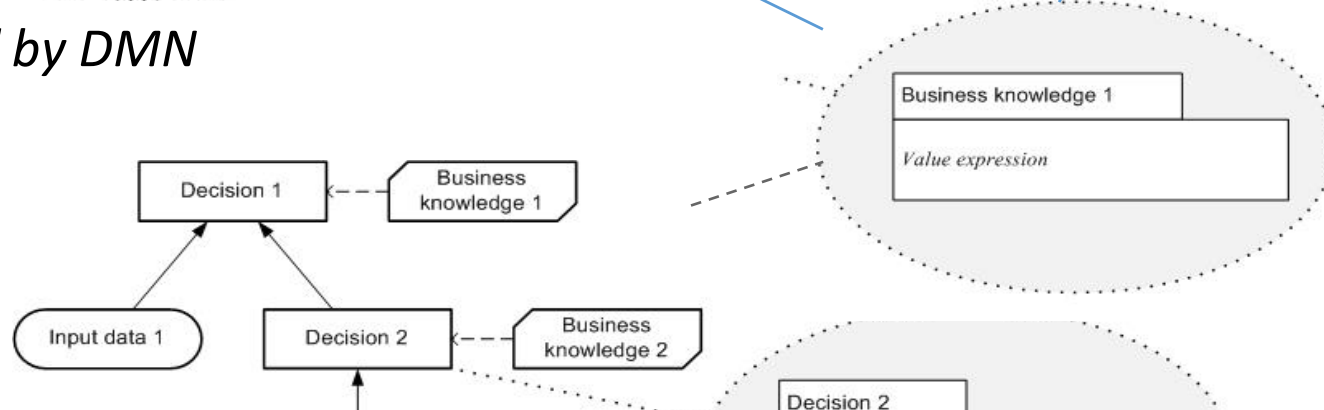 by DMN
Business knowledge 1
Value expression
Decision 1
Business
knowledge 1
Input data 1
Decision 2
Business
knowledge 2
Decision 2